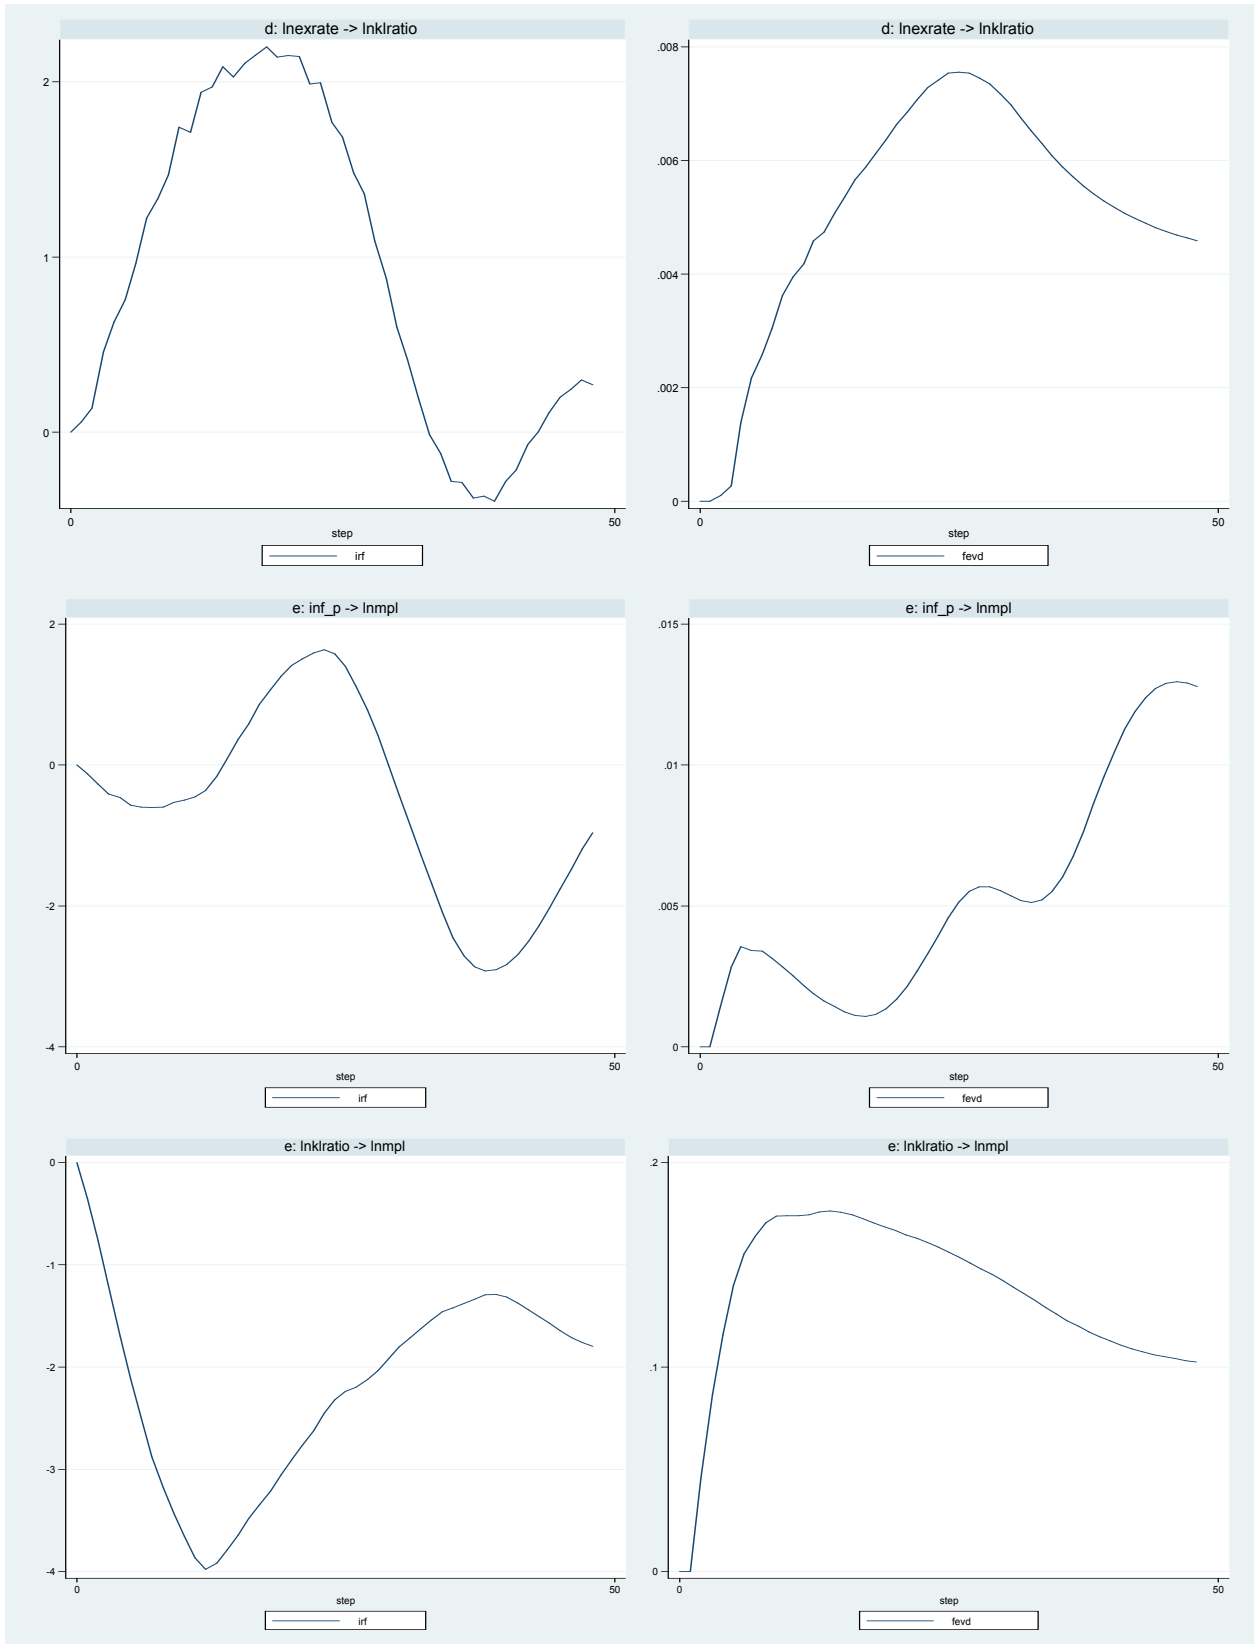 d: lnexrate -> lnklratio
2
1
0
0
50
step
irf
d: lnexrate -> lnklratio
.008
.006
.004
.002
0
0
50
step
fevd
e: inf_p -> lnmpl
2
0
-2
-4
0
50
step
irf
e: inf_p -> lnmpl
.015
.01
.005
0
0
50
step
fevd
e: lnklratio -> lnmpl
0
-1
-2
-3
-4
0
50
step
irf
e: lnklratio -> lnmpl
.2
.1
0
0
50
step
fevd